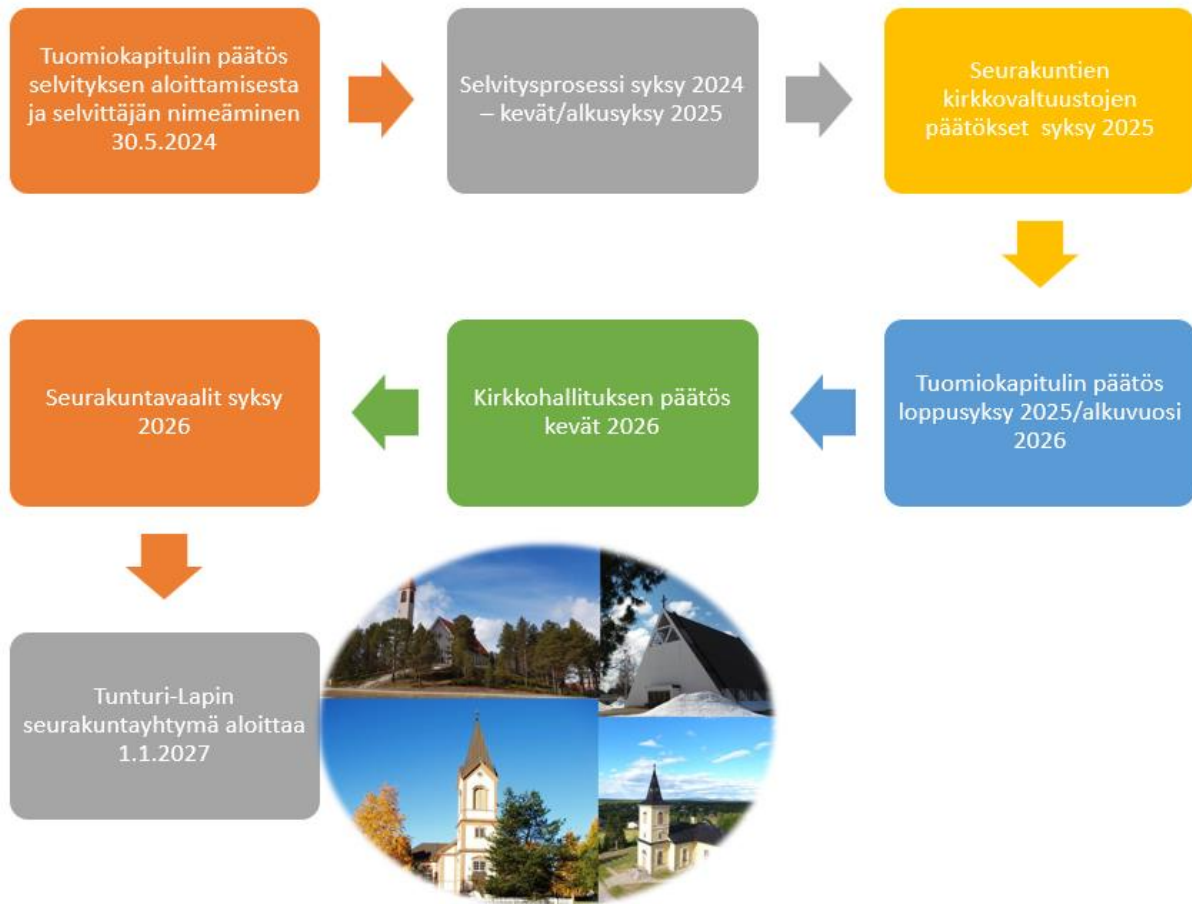 Tuomiokapitulin päätös
selvityksen aloittamisesta
ja selvittäjän nimeäminen
30.5.2024
Selvitysprosessi syksy 2024
– kevät/alkusyksy 2025
Seurakuntien
kirkkovaltuustojen
päätökset  syksy 2025
Tuomiokapitulin päätös
loppusyksy 2025/alkuvuosi
2026
Kirkkohallituksen päätös
kevät 2026
Seurakuntavaalit syksy
2026
Tunturi-Lapin
seurakuntayhtymä aloittaa
1.1.2027